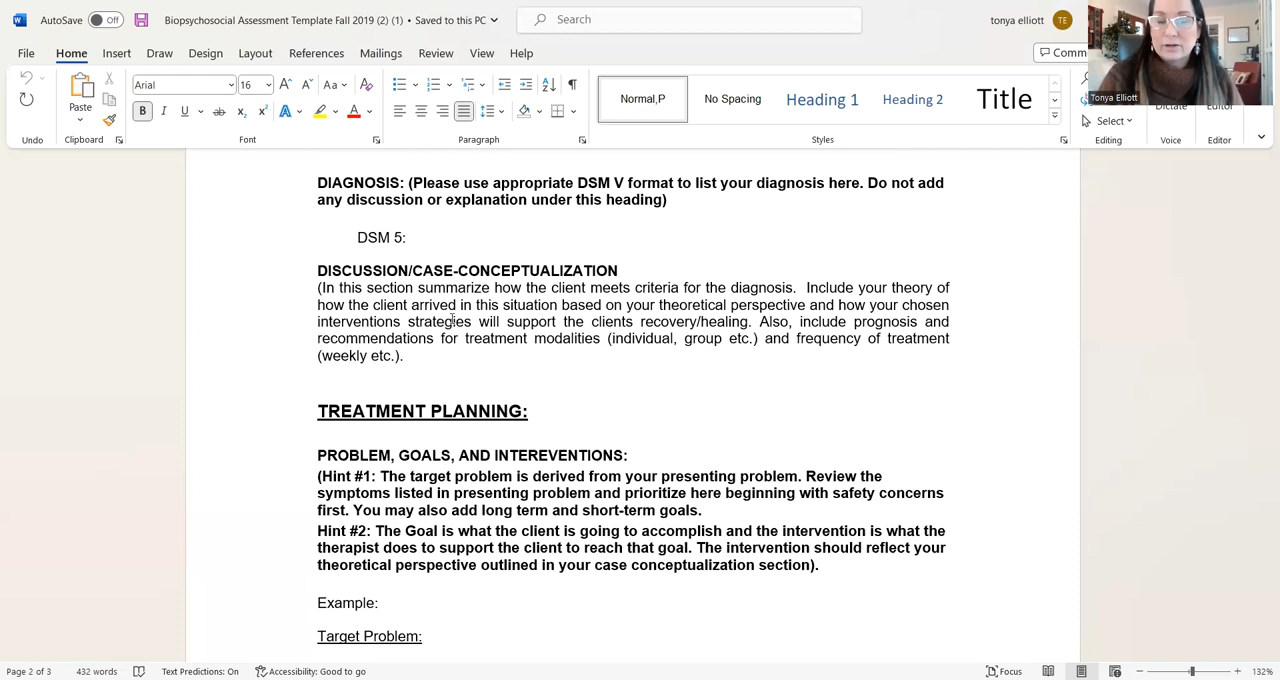 AutoSave Off Biopsychosocial Assessment Template Fall 2019 (2) (1) • Saved to this PC Search tonya elliott TE
File Home Insert Draw Design Layout References Mailings Review View Help
Paste
Arial 16 Aa A
B I U ab x₂ x² A A
Normal,P No Spacing Heading 1 Heading 2 Title
Select
Tonya Elliott
Undo Clipboard Font Paragraph Styles Editing Voice Editor
DIAGNOSIS: (Please use appropriate DSM V format to list your diagnosis here. Do not add
any discussion or explanation under this heading)
DSM 5:
DISCUSSION/CASE-CONCEPTUALIZATION
(In this section summarize how the client meets criteria for the diagnosis. Include your theory of
how the client arrived in this situation based on your theoretical perspective and how your chosen
interventions strategies will support the clients recovery/healing. Also, include prognosis and
recommendations for treatment modalities (individual, group etc.) and frequency of treatment
(weekly etc.).
TREATMENT PLANNING:
PROBLEM, GOALS, AND INTEREVENTIONS:
(Hint #1: The target problem is derived from your presenting problem. Review the
symptoms listed in presenting problem and prioritize here beginning with safety concerns
first. You may also add long term and short-term goals.
Hint #2: The Goal is what the client is going to accomplish and the intervention is what the
therapist does to support the client to reach that goal. The intervention should reflect your
theoretical perspective outlined in your case conceptualization section).
Example:
Target Problem:
Page 2 of 3 432 words Text Predictions: On Accessibility: Good to go Focus 132%